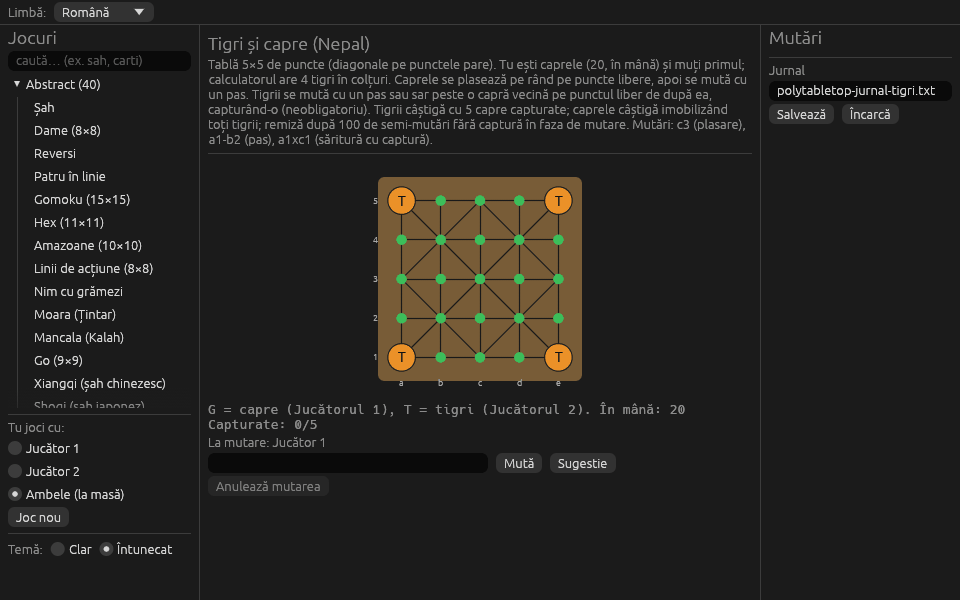 Limbă: Română
Jocuri
caută... (ex. sah, carti)
Abstract (40)
Șah
Dame (8×8)
Reversi
Patru în linie
Gomoku (15×15)
Hex (11×11)
Amazoane (10×10)
Linii de acțiune (8×8)
Nim cu grămezi
Moara (Țintar)
Mancala (Kalah)
Go (9×9)
Xiangqi (șah chinezesc)
Shogi (șah japonez)
Tu joci cu:
Jucător 1
Jucător 2
Ambele (la masă)
Joc nou
Temă: Clar Întunecat
Tigri și capre (Nepal)
Tablă 5×5 de puncte (diagonale pe punctele pare). Tu ești caprele (20, în mână) și muți primul;
calculatorul are 4 tigri în colțuri. Caprele se plasează pe rând pe puncte libere, apoi se mută cu
un pas. Tigrii se mută cu un pas sau sar peste o capră vecină pe punctul liber de după ea,
capturând-o (neobligatoriu). Tigrii câștigă cu 5 capre capturate; caprele câștigă imobilizând
toți tigrii; remiză după 100 de semi-mutări fără captură în faza de mutare. Mutări: c3 (plasare),
a1-b2 (pas), a1xc1 (săritură cu captură).
5 T T
4
3
2
1 T T
a b c d e
G = capre (Jucătorul 1), T = tigri (Jucătorul 2). În mână: 20
Capturate: 0/5
La mutare: Jucător 1
Mută Sugestie
Anulează mutarea
Mutări
Jurnal
polytabletop-jurnal-tigri.txt
Salvează Încarcă